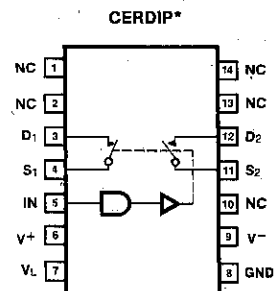 CERDIP*
NC 1
14 NC
NC 2
13 NC
D1 3
12 D2
S1 4
11 S2
IN 5
10 NC
V+ 6
9 V−
VL 7
8 GND